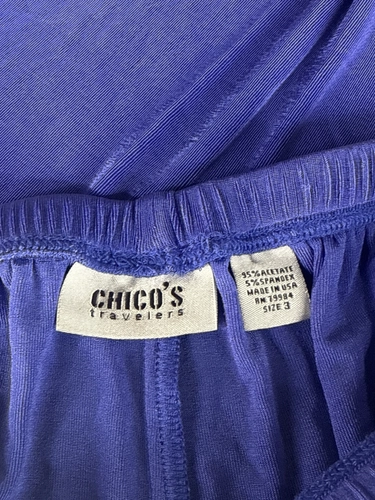 CHICO'S
travelers
95% ACETATE
5% SPANDEX
MADE IN USA
RN 79984
SIZE 3